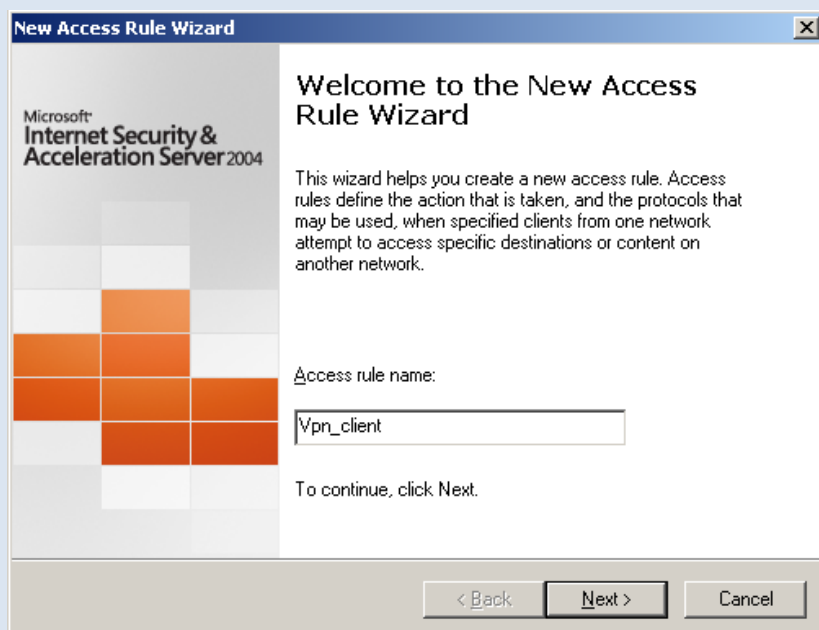 New Access Rule Wizard
Microsoft
Internet Security &
Acceleration Server 2004
Welcome to the New Access
Rule Wizard
This wizard helps you create a new access rule. Access
rules define the action that is taken, and the protocols that
may be used, when specified clients from one network
attempt to access specific destinations or content on
another network.
Access rule name:
Vpn_client
To continue, click Next.
< Back
Next >
Cancel